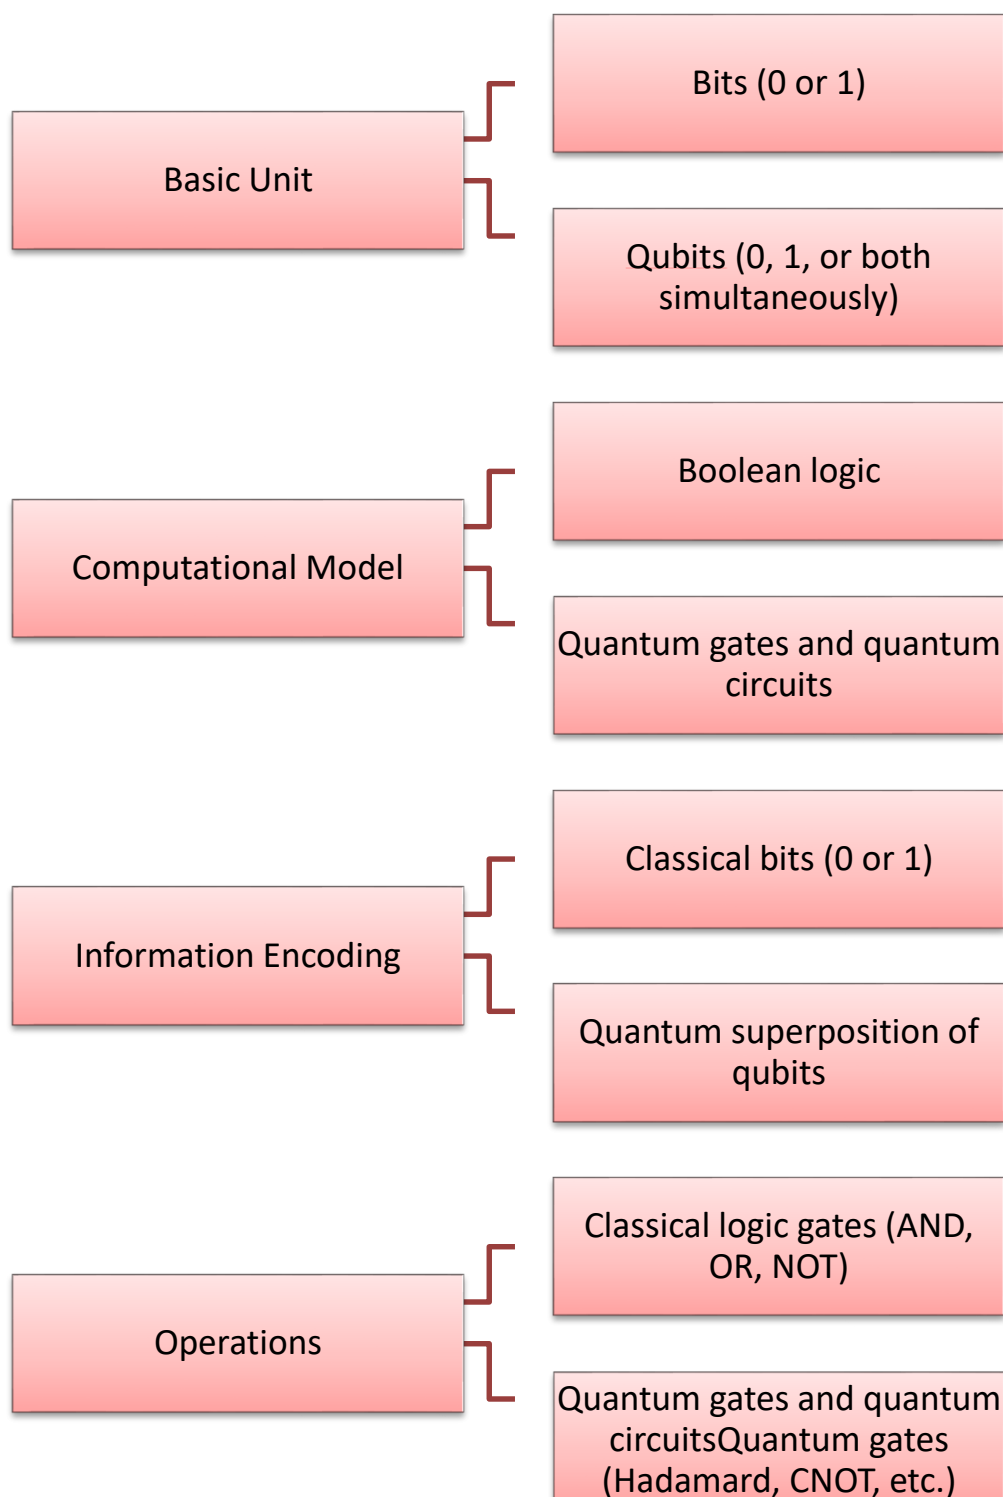 Basic Unit
Bits (0 or 1)
Qubits (0, 1, or both
simultaneously)
Computational Model
Boolean logic
Quantum gates and quantum
circuits
Information Encoding
Classical bits (0 or 1)
Quantum superposition of
qubits
Operations
Classical logic gates (AND,
OR, NOT)
Quantum gates and quantum
circuitsQuantum gates
(Hadamard, CNOT, etc.)